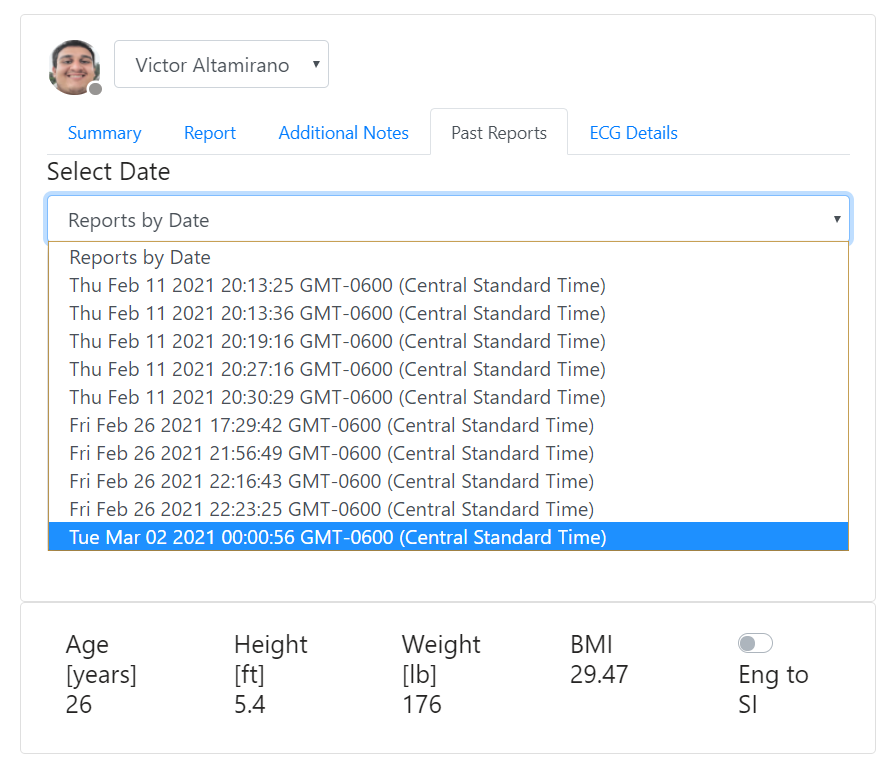 Victor Altamirano
Summary Report Additional Notes Past Reports ECG Details
Select Date
Reports by Date
Reports by Date
Thu Feb 11 2021 20:13:25 GMT-0600 (Central Standard Time)
Thu Feb 11 2021 20:13:36 GMT-0600 (Central Standard Time)
Thu Feb 11 2021 20:19:16 GMT-0600 (Central Standard Time)
Thu Feb 11 2021 20:27:16 GMT-0600 (Central Standard Time)
Thu Feb 11 2021 20:30:29 GMT-0600 (Central Standard Time)
Fri Feb 26 2021 17:29:42 GMT-0600 (Central Standard Time)
Fri Feb 26 2021 21:56:49 GMT-0600 (Central Standard Time)
Fri Feb 26 2021 22:16:43 GMT-0600 (Central Standard Time)
Fri Feb 26 2021 22:23:25 GMT-0600 (Central Standard Time)
Tue Mar 02 2021 00:00:56 GMT-0600 (Central Standard Time)
Age
[years]
26
Height
[ft]
5.4
Weight
[lb]
176
BMI
29.47
Eng to
SI